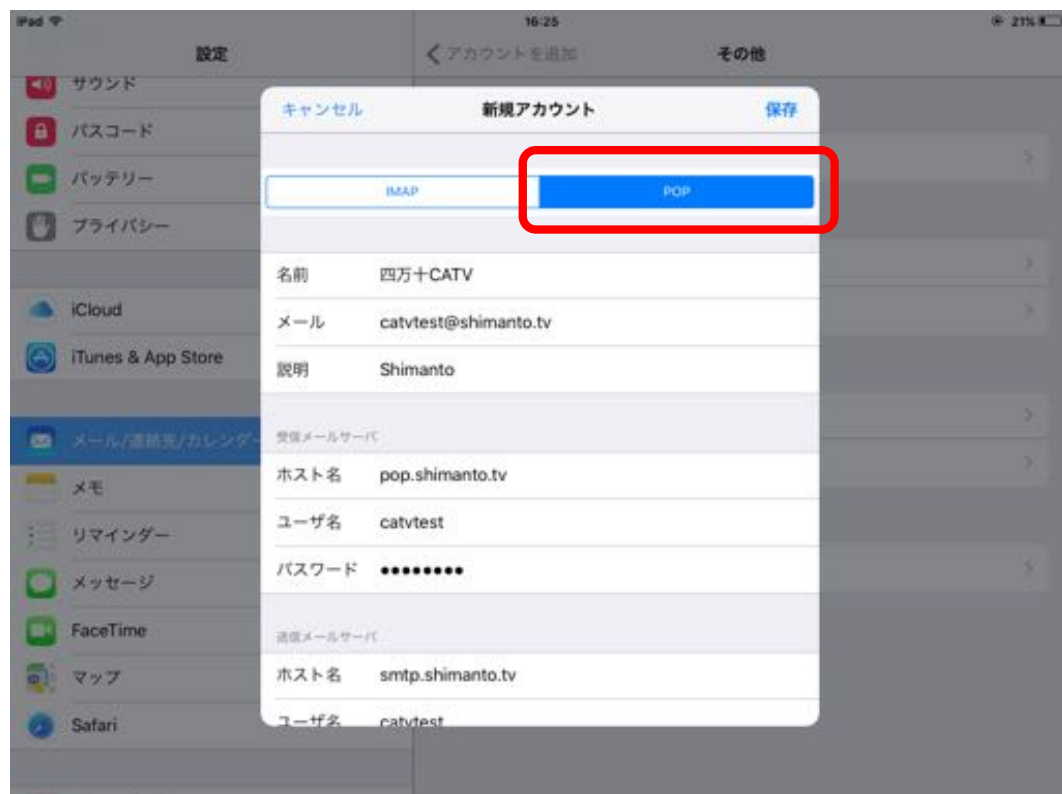 iPad 16:25 21%
設定
アカウントを追加
その他
サウンド
パスコード
バッテリー
プライバシー
iCloud
iTunes & App Store
メール/連絡先/カレンダー
メモ
リマインダー
メッセージ
FaceTime
マップ
Safari
キャンセル 新規アカウント 保存
IMAP POP
名前 四万十CATV
メール catvtest@shimanto.tv
説明 Shimanto
受信メールサーバ
ホスト名 pop.shimanto.tv
ユーザ名 catvtest
パスワード ●●●●●●●●
送信メールサーバ
ホスト名 smtp.shimanto.tv
ユーザ名 catvtest